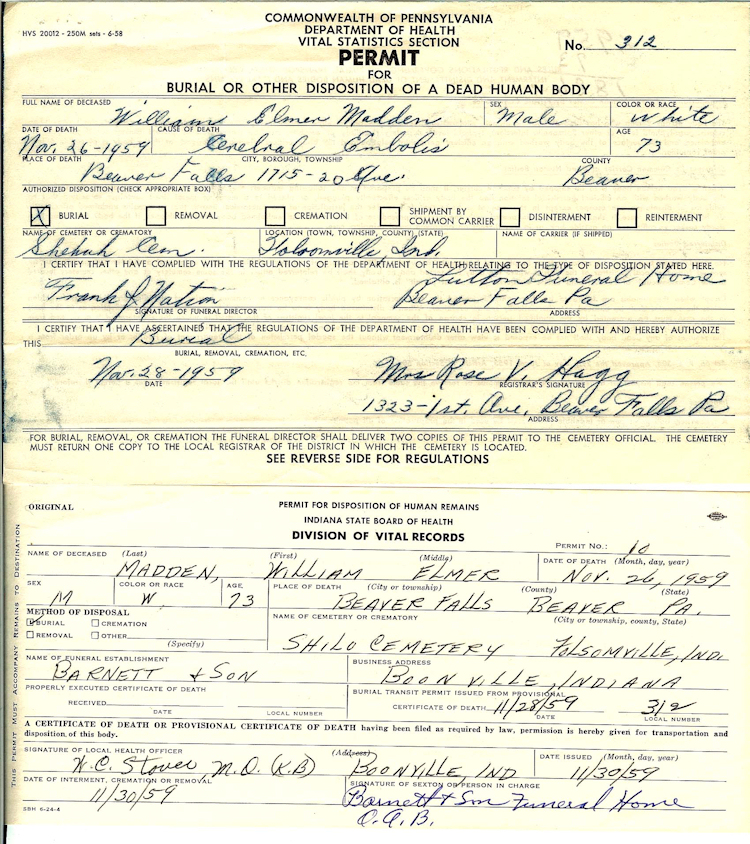 COMMONWEALTH OF PENNSYLVANIA
HVS 20012 - 250M sets - 6-58
DEPARTMENT OF HEALTH
VITAL STATISTICS SECTION
No. 312
PERMIT
FOR
BURIAL OR OTHER DISPOSITION OF A DEAD HUMAN BODY
FULL NAME OF DECEASED SEX COLOR OR RACE
William Elmer Madden Male White
DATE OF DEATH CAUSE OF DEATH AGE
Nov. 26-1959 Cerebral Embolis 73
PLACE OF DEATH CITY, BOROUGH, TOWNSHIP COUNTY
Beaver Falls 1715-20 Ave. Beaver
AUTHORIZED DISPOSITION (CHECK APPROPRIATE BOX)
X BURIAL REMOVAL CREMATION SHIPMENT BY COMMON CARRIER DISINTERMENT REINTERMENT
NAME OF CEMETERY OR CREMATORY LOCATION (TOWN, TOWNSHIP, COUNTY) (STATE) NAME OF CARRIER (IF SHIPPED)
Cem. Ind.
I CERTIFY THAT I HAVE COMPLIED WITH THE REGULATIONS OF THE DEPARTMENT OF HEALTH RELATING TO THE TYPE OF DISPOSITION STATED HERE.
Frank J. Nation Tutton Funeral Home
Beaver Falls Pa
SIGNATURE OF FUNERAL DIRECTOR ADDRESS
I CERTIFY THAT I HAVE ASCERTAINED THAT THE REGULATIONS OF THE DEPARTMENT OF HEALTH HAVE BEEN COMPLIED WITH AND HEREBY AUTHORIZE
THIS Burial
BURIAL, REMOVAL, CREMATION, ETC.
Nov. 28-1959 Mrs Rose V. Hagg
DATE REGISTRAR'S SIGNATURE
1323-1st. Ave, Beaver Falls Pa
ADDRESS
FOR BURIAL, REMOVAL, OR CREMATION THE FUNERAL DIRECTOR SHALL DELIVER TWO COPIES OF THIS PERMIT TO THE CEMETERY OFFICIAL. THE CEMETERY
MUST RETURN ONE COPY TO THE LOCAL REGISTRAR OF THE DISTRICT IN WHICH THE CEMETERY IS LOCATED.
SEE REVERSE SIDE FOR REGULATIONS
ORIGINAL PERMIT FOR DISPOSITION OF HUMAN REMAINS
INDIANA STATE BOARD OF HEALTH
DIVISION OF VITAL RECORDS
PERMIT NO.: 10
NAME OF DECEASED (Last) (First) (Middle) DATE OF DEATH (Month, day, year)
MADDEN, WILLIAM ELMER NOV. 26, 1959
SEX COLOR OR RACE AGE PLACE OF DEATH (City or township) (County) (State)
M W. 73 BEAVER FALLS BEAVER PA.
METHOD OF DISPOSAL NAME OF CEMETERY OR CREMATORY (City or township, county, State)
BURIAL CREMATION
REMOVAL OTHER (Specify)
SHILO CEMETERY FOLSOMVILLE, IND.
NAME OF FUNERAL ESTABLISHMENT BUSINESS ADDRESS
BARNETT + SON BOONVILLE, INDIANA
PROPERLY EXECUTED CERTIFICATE OF DEATH BURIAL TRANSIT PERMIT ISSUED FROM PROVISIONAL
RECEIVED CERTIFICATE OF DEATH 11/28/59 312
DATE LOCAL NUMBER DATE LOCAL NUMBER
A CERTIFICATE OF DEATH OR PROVISIONAL CERTIFICATE OF DEATH having been filed as required by law, permission is hereby given for transportation and
disposition of this body.
SIGNATURE OF LOCAL HEALTH OFFICER (Address) DATE ISSUED (Month, day, year)
W.C. Stover M.D. (K.B) BOONVILLE, IND 11/30/59
DATE OF INTERMENT, CREMATION OR REMOVAL SIGNATURE OF SEXTON OR PERSON IN CHARGE
11/30/59 Barnett + Son Funeral Home
O.A.B.
SBH 6-24-4
THIS PERMIT MUST ACCOMPANY REMAINS TO DESTINATION